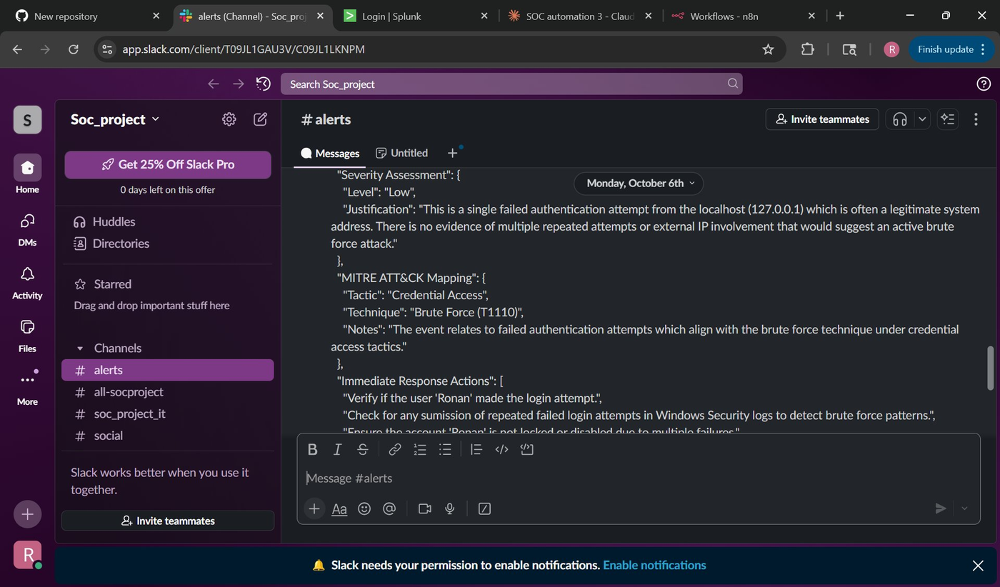 New repository
alerts (Channel) - Soc_proj
Login | Splunk
SOC automation 3 - Claud
Workflows - n8n
app.slack.com/client/T09JL1GAU3V/C09JL1LKNPM
R
Finish update
Search Soc_project
S
Soc_project
Get 25% Off Slack Pro
0 days left on this offer
Home
DMs
Activity
Files
More
Huddles
Directories
Starred
Drag and drop important stuff here
Channels
# alerts
# all-socproject
# soc_project_it
# social
Slack works better when you use it
together.
Invite teammates
R
# alerts
Invite teammates
Messages
Untitled
Monday, October 6th
"Severity Assessment": {
"Level": "Low",
"Justification": "This is a single failed authentication attempt from the localhost (127.0.0.1) which is often a legitimate system
address. There is no evidence of multiple repeated attempts or external IP involvement that would suggest an active brute
force attack."
},
"MITRE ATT&CK Mapping": {
"Tactic": "Credential Access",
"Technique": "Brute Force (T1110)",
"Notes": "The event relates to failed authentication attempts which align with the brute force technique under credential
access tactics."
},
"Immediate Response Actions": [
"Verify if the user 'Ronan' made the login attempt.",
"Check for any sumission of repeated failed login attempts in Windows Security logs to detect brute force patterns.",
"Ensure the account 'Ronan' is not locked or disabled due to multiple failures."
Message #alerts
Aa
Slack needs your permission to enable notifications. Enable notifications